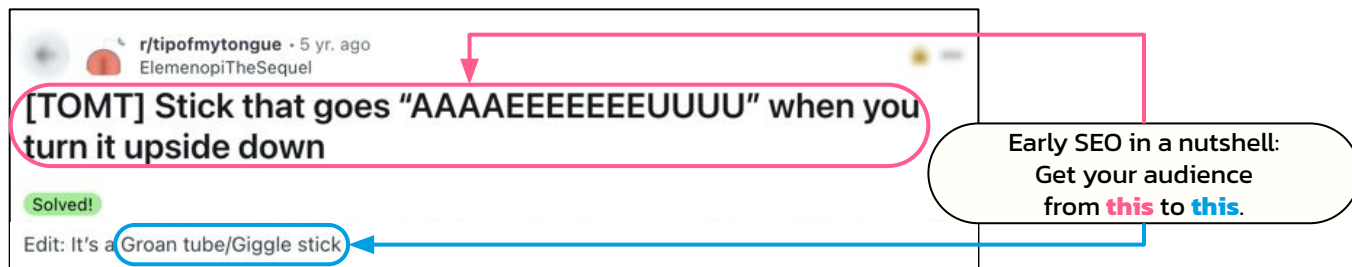 r/tipofmytongue • 5 yr. ago
ElemenopiTheSequel
[TOMT] Stick that goes “AAAAEEEEEEEUUUU” when you
turn it upside down
Solved!
Edit: It's a Groan tube/Giggle stick
Early SEO in a nutshell:
Get your audience
from this to this.